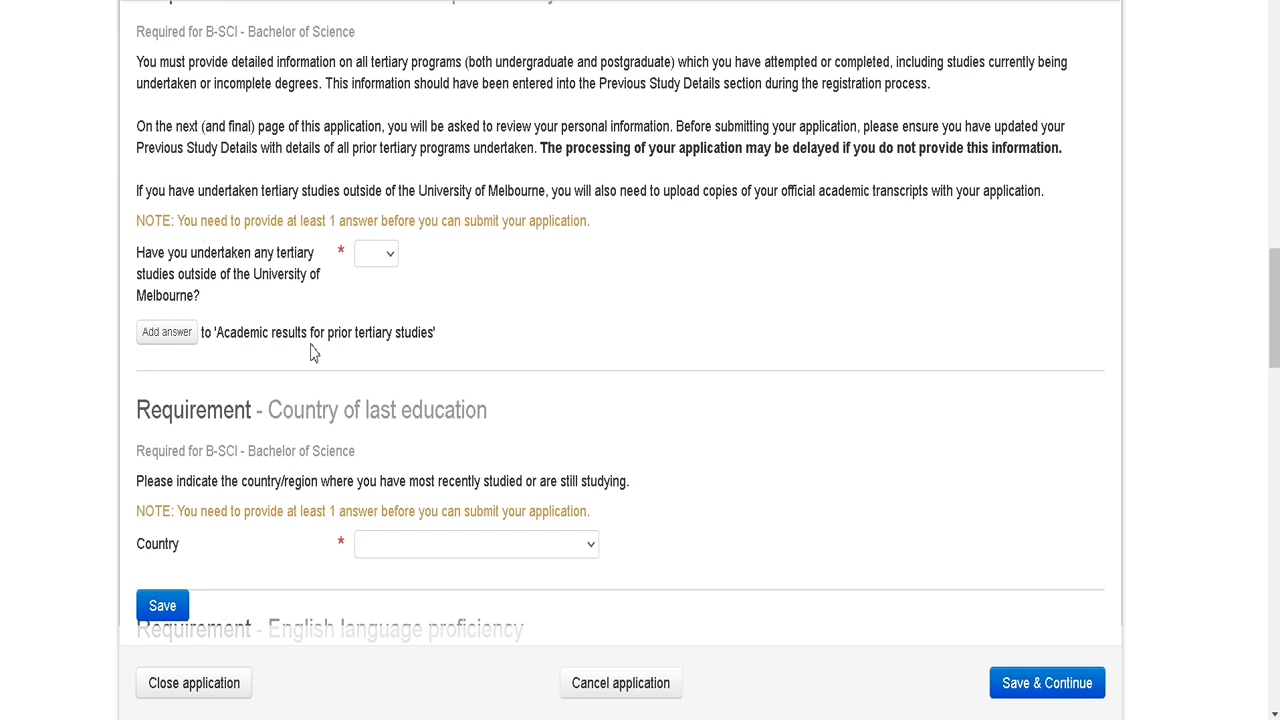 Required for B-SCI - Bachelor of Science
You must provide detailed information on all tertiary programs (both undergraduate and postgraduate) which you have attempted or completed, including studies currently being
undertaken or incomplete degrees. This information should have been entered into the Previous Study Details section during the registration process.
On the next (and final) page of this application, you will be asked to review your personal information. Before submitting your application, please ensure you have updated your
Previous Study Details with details of all prior tertiary programs undertaken. The processing of your application may be delayed if you do not provide this information.
If you have undertaken tertiary studies outside of the University of Melbourne, you will also need to upload copies of your official academic transcripts with your application.
NOTE: You need to provide at least 1 answer before you can submit your application.
Have you undertaken any tertiary *
studies outside of the University of
Melbourne?
Add answer to 'Academic results for prior tertiary studies'
Requirement - Country of last education
Required for B-SCI - Bachelor of Science
Please indicate the country/region where you have most recently studied or are still studying.
NOTE: You need to provide at least 1 answer before you can submit your application.
Country *
Save
Requirement - English language proficiency
Close application Cancel application Save & Continue